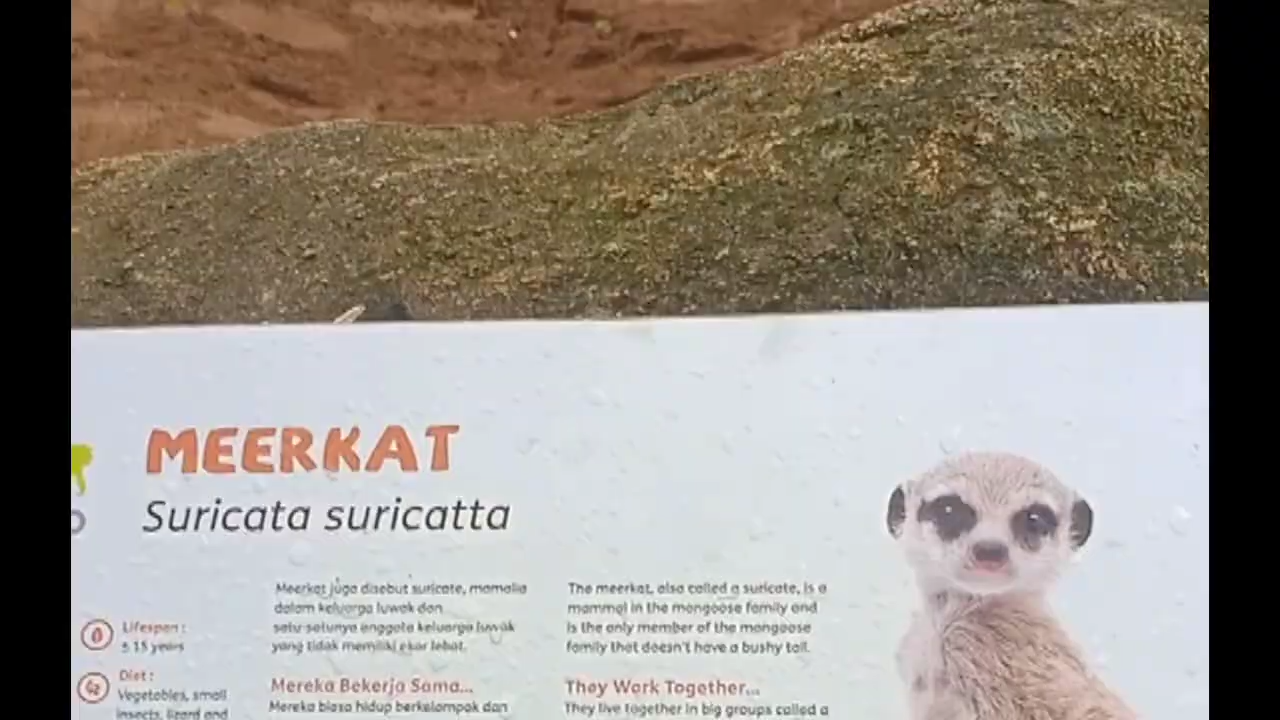 MEERKAT
Suricata suricatta
Meerkat juga disebut suricate, mamalia
dalam keluarga luwak dan
satu-satunya anggota keluarga luwak
yang tidak memiliki ekor lebat.
Mereka Bekerja Sama...
Mereka biasa hidup berkelompok dan
The meerkat, also called a suricate, is a
mammal in the mongoose family and
is the only member of the mongoose
family that doesn't have a bushy tail.
They Work Together...
They live together in big groups called a
Lifespan :
± 15 years
Diet :
Vegetables, small
insects, lizard and